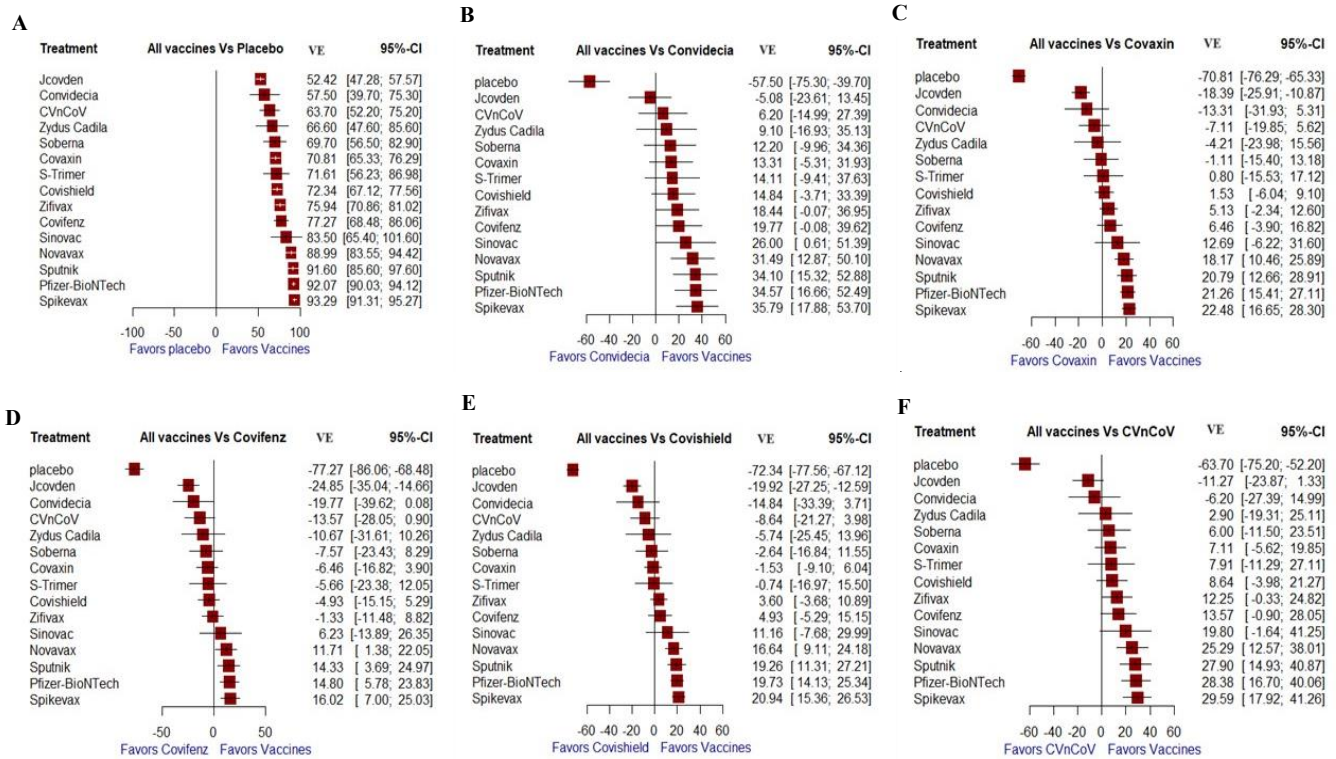 A
Treatment All vaccines Vs Placebo VE 95%-CI
Jcovden 52.42 [47.28; 57.57]
Convidecia 57.50 [39.70; 75.30]
CVnCoV 63.70 [52.20; 75.20]
Zydus Cadila 66.60 [47.60; 85.60]
Soberna 69.70 [56.50; 82.90]
Covaxin 70.81 [65.33; 76.29]
S-Trimer 71.61 [56.23; 86.98]
Covishield 72.34 [67.12; 77.56]
Zifivax 75.94 [70.86; 81.02]
Covifenz 77.27 [68.48; 86.06]
Sinovac 83.50 [65.40; 101.60]
Novavax 88.99 [83.55; 94.42]
Sputnik 91.60 [85.60; 97.60]
Pfizer-BioNTech 92.07 [90.03; 94.12]
Spikevax 93.29 [91.31; 95.27]
-100 -50 0 50 100
Favors placebo Favors Vaccines
B
Treatment All vaccines Vs Convidecia VE 95%-CI
placebo -57.50 [-75.30; -39.70]
Jcovden -5.08 [-23.61; 13.45]
CVnCoV 6.20 [-14.99; 27.39]
Zydus Cadila 9.10 [-16.93; 35.13]
Soberna 12.20 [-9.96; 34.36]
Covaxin 13.31 [-5.31; 31.93]
S-Trimer 14.11 [-9.41; 37.63]
Covishield 14.84 [-3.71; 33.39]
Zifivax 18.44 [-0.07; 36.95]
Covifenz 19.77 [-0.08; 39.62]
Sinovac 26.00 [ 0.61; 51.39]
Novavax 31.49 [12.87; 50.10]
Sputnik 34.10 [ 15.32; 52.88]
Pfizer-BioNTech 34.57 [ 16.66; 52.49]
Spikevax 35.79 [ 17.88; 53.70]
-60 -40 -20 0 20 40 60
Favors Convidecia Favors Vaccines
C
Treatment All vaccines Vs Covaxin VE 95%-CI
placebo -70.81 [-76.29; -65.33]
Jcovden -18.39 [-25.91; -10.87]
Convidecia -13.31 [-31.93; 5.31]
CVnCoV -7.11 [-19.85; 5.62]
Zydus Cadila -4.21 [-23.98; 15.56]
Soberna -1.11 [-15.40; 13.18]
S-Trimer 0.80 [-15.53; 17.12]
Covishield 1.53 [-6.04; 9.10]
Zifivax 5.13 [-2.34; 12.60]
Covifenz 6.46 [-3.90; 16.82]
Sinovac 12.69 [-6.22; 31.60]
Novavax 18.17 [10.46; 25.89]
Sputnik 20.79 [12.66; 28.91]
Pfizer-BioNTech 21.26 [15.41; 27.11]
Spikevax 22.48 [16.65; 28.30]
-60 -40 -20 0 20 40 60
Favors Covaxin Favors Vaccines
D
Treatment All vaccines Vs Covifenz VE 95%-CI
placebo -77.27 [-86.06; -68.48]
Jcovden -24.85 [-35.04; -14.66]
Convidecia -19.77 [-39.62; 0.08]
CVnCoV -13.57 [-28.05; 0.90]
Zydus Cadila -10.67 [-31.61; 10.26]
Soberna -7.57 [-23.43; 8.29]
Covaxin -6.46 [-16.82; 3.90]
S-Trimer -5.66 [-23.38; 12.05]
Covishield -4.93 [-15.15; 5.29]
Zifivax -1.33 [-11.48; 8.82]
Sinovac 6.23 [-13.89; 26.35]
Novavax 11.71 [ 1.38; 22.05]
Sputnik 14.33 [ 3.69; 24.97]
Pfizer-BioNTech 14.80 [ 5.78; 23.83]
Spikevax 16.02 [ 7.00; 25.03]
-50 0 50
Favors Covifenz Favors Vaccines
E
Treatment All vaccines Vs Covishield VE 95%-CI
placebo -72.34 [-77.56; -67.12]
Jcovden -19.92 [-27.25; -12.59]
Convidecia -14.84 [-33.39; 3.71]
CVnCoV -8.64 [-21.27; 3.98]
Zydus Cadila -5.74 [-25.45; 13.96]
Soberna -2.64 [-16.84; 11.55]
Covaxin -1.53 [-9.10; 6.04]
S-Trimer -0.74 [-16.97; 15.50]
Zifivax 3.60 [-3.68; 10.89]
Covifenz 4.93 [-5.29; 15.15]
Sinovac 11.16 [-7.68; 29.99]
Novavax 16.64 [ 9.11; 24.18]
Sputnik 19.26 [11.31; 27.21]
Pfizer-BioNTech 19.73 [ 14.13; 25.34]
Spikevax 20.94 [ 15.36; 26.53]
-60 -40 -20 0 20 40 60
Favors Covishield Favors Vaccines
F
Treatment All vaccines Vs CVnCoV VE 95%-CI
placebo -63.70 [-75.20; -52.20]
Jcovden -11.27 [-23.87; 1.33]
Convidecia -6.20 [-27.39; 14.99]
Zydus Cadila 2.90 [-19.31; 25.11]
Soberna 6.00 [-11.50; 23.51]
Covaxin 7.11 [-5.62; 19.85]
S-Trimer 7.91 [-11.29; 27.11]
Covishield 8.64 [-3.98; 21.27]
Zifivax 12.25 [-0.33; 24.82]
Covifenz 13.57 [-0.90; 28.05]
Sinovac 19.80 [-1.64; 41.25]
Novavax 25.29 [12.57; 38.01]
Sputnik 27.90 [14.93; 40.87]
Pfizer-BioNTech 28.38 [ 16.70; 40.06]
Spikevax 29.59 [ 17.92; 41.26]
-60 -40 -20 0 20 40 60
Favors CVnCoV Favors Vaccines